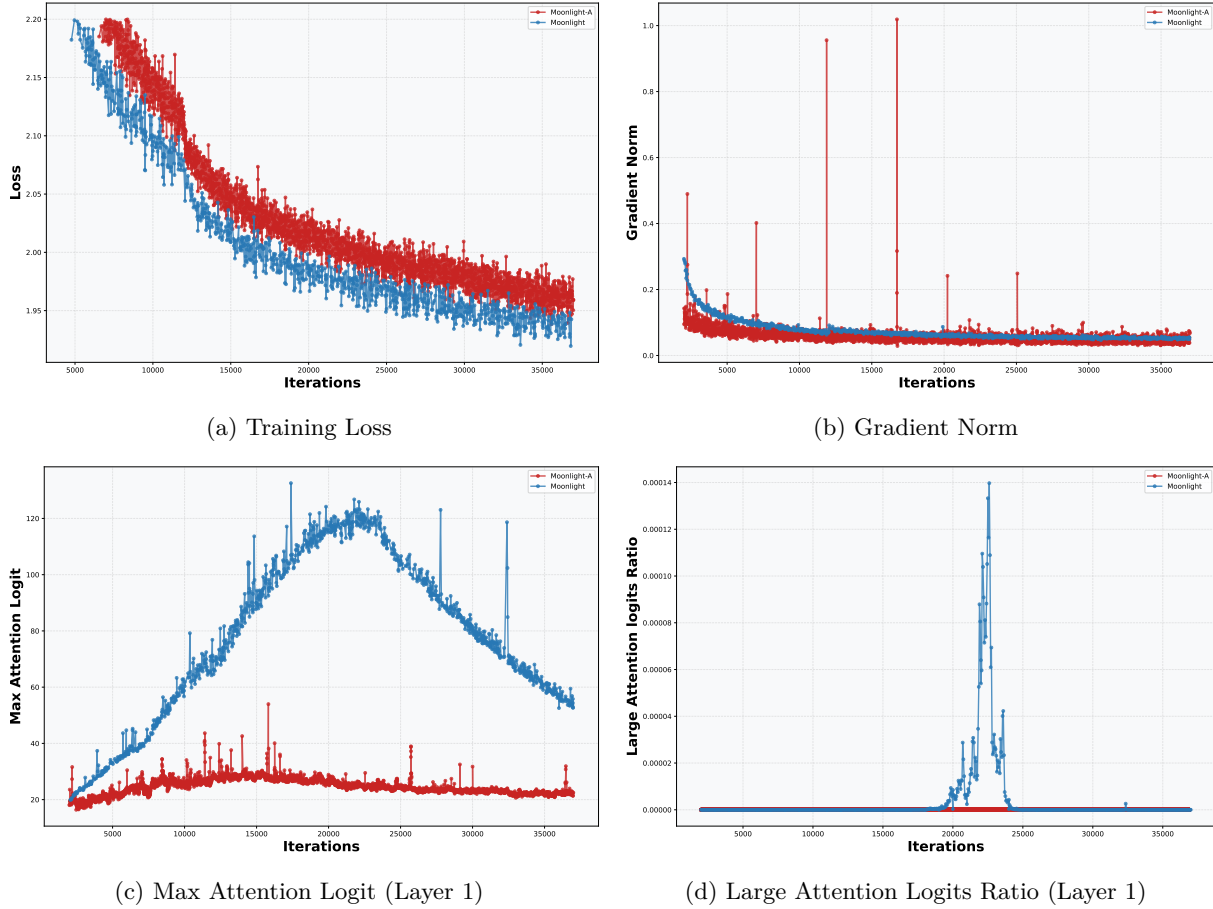 2.20
2.15
2.10
2.05
2.00
1.95
Loss
5000 10000 15000 20000 25000 30000 35000
Iterations
Moonlight-A
Moonlight
(a) Training Loss
1.0
0.8
0.6
0.4
0.2
0.0
Gradient Norm
5000 10000 15000 20000 25000 30000 35000
Iterations
Moonlight-A
Moonlight
(b) Gradient Norm
120
100
80
60
40
20
Max Attention Logit
5000 10000 15000 20000 25000 30000 35000
Iterations
Moonlight-A
Moonlight
(c) Max Attention Logit (Layer 1)
0.00014
0.00012
0.00010
0.00008
0.00006
0.00004
0.00002
0.00000
Large Attention logits Ratio
5000 10000 15000 20000 25000 30000 35000
Iterations
Moonlight-A
Moonlight
(d) Large Attention Logits Ratio (Layer 1)